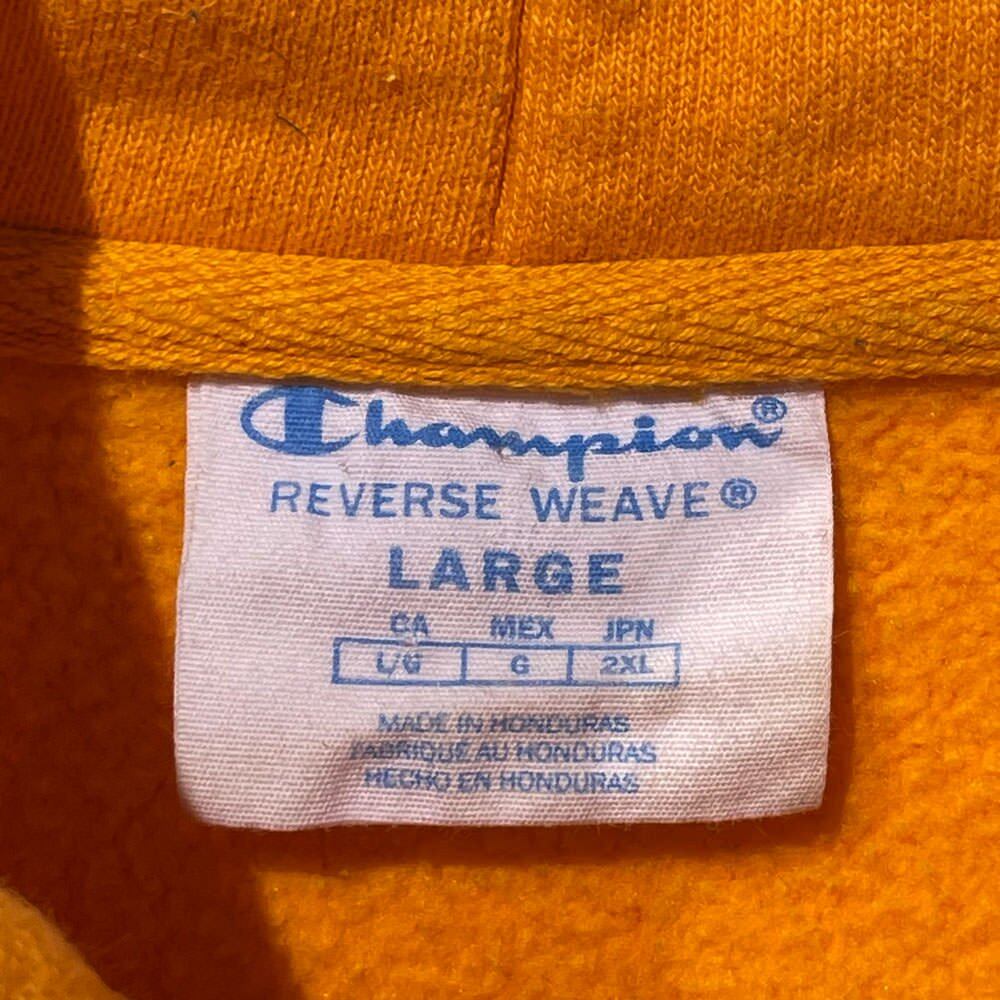 Champion®
REVERSE WEAVE®
LARGE
CA MEX JPN
L/G G 2XL
MADE IN HONDURAS
FABRIQUÉ AU HONDURAS
HECHO EN HONDURAS